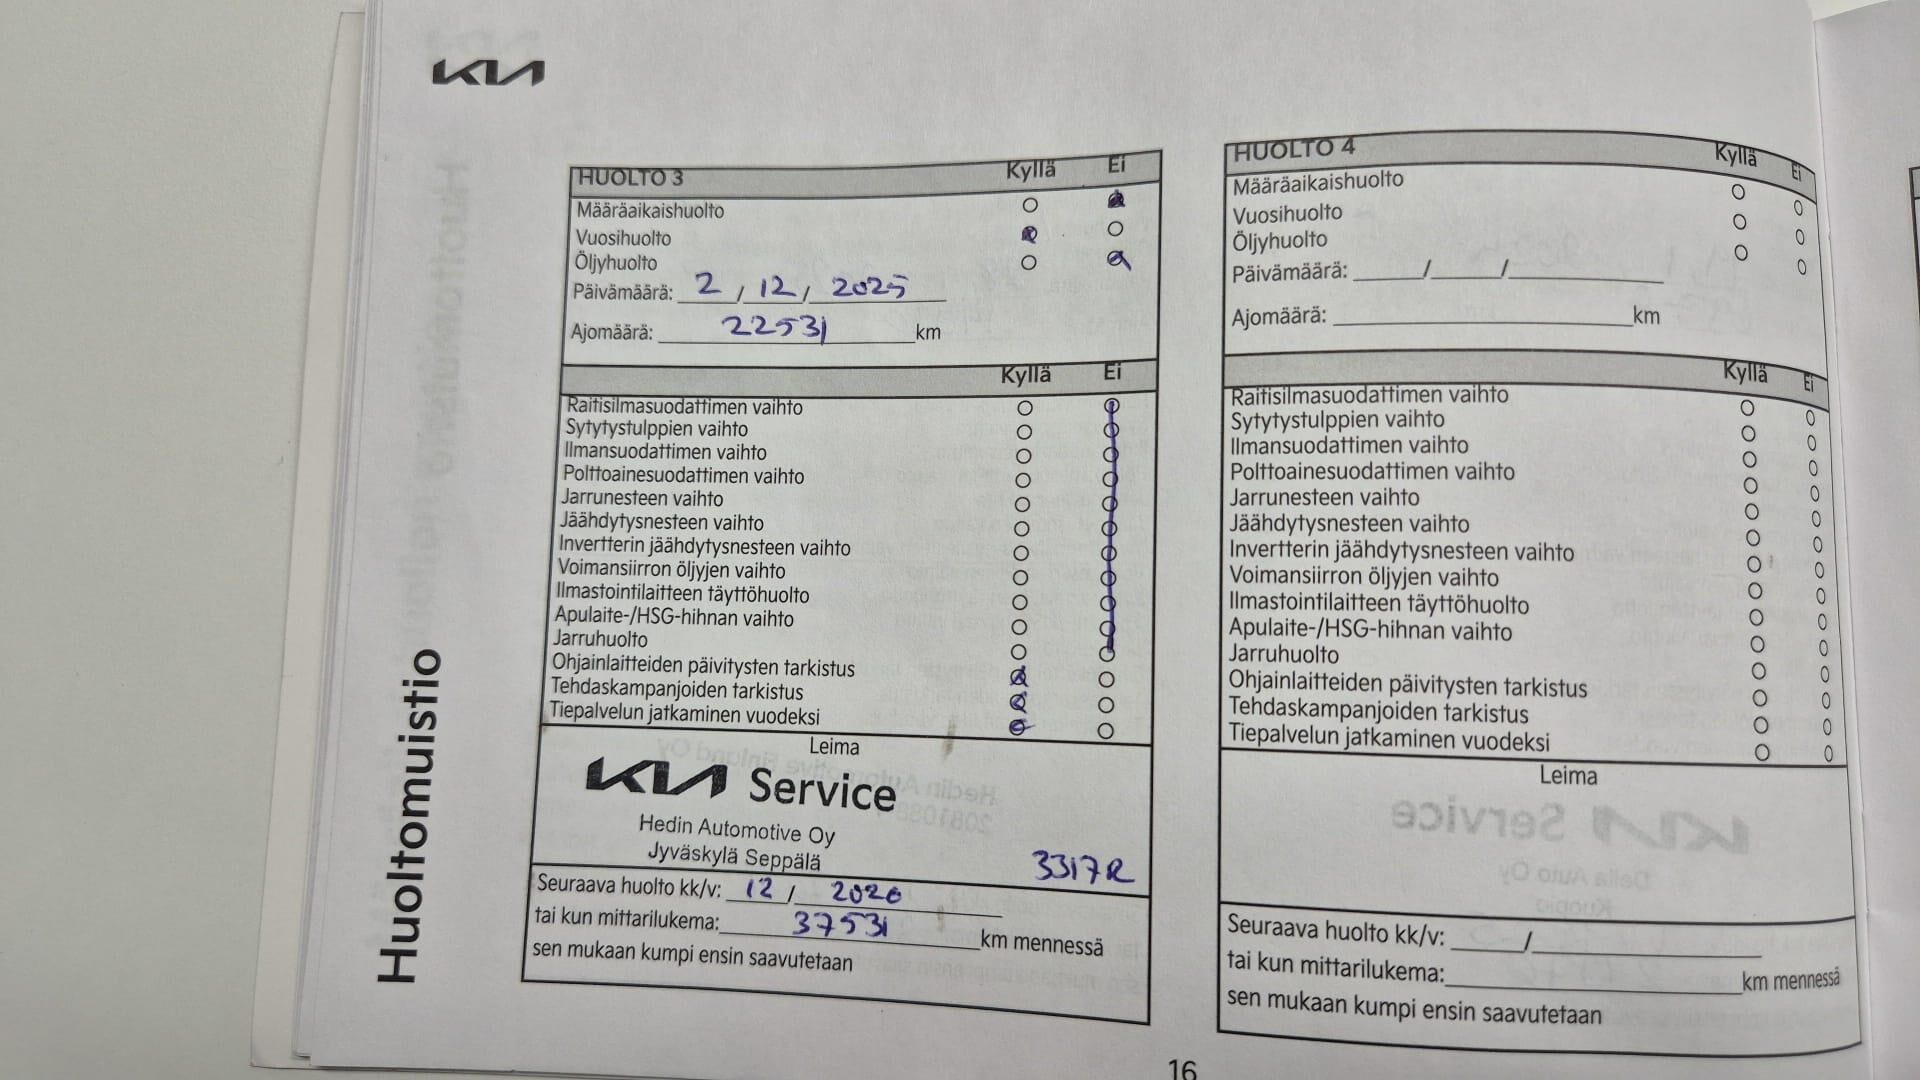 KIA
Huoltomuistio
HUOLTO 3 Kyllä Ei
Määräaikaishuolto
Vuosihuolto
Öljyhuolto
Päivämäärä: 2 / 12 / 2025
Ajomäärä: 22531 km
Kyllä Ei
Raitisilmasuodattimen vaihto
Sytytystulppien vaihto
Ilmansuodattimen vaihto
Polttoainesuodattimen vaihto
Jarrunesteen vaihto
Jäähdytysnesteen vaihto
Invertterin jäähdytysnesteen vaihto
Voimansiirron öljyjen vaihto
Ilmastointilaitteen täyttöhuolto
Apulaite-/HSG-hihnan vaihto
Jarruhuolto
Ohjainlaitteiden päivitysten tarkistus
Tehdaskampanjoiden tarkistus
Tiepalvelun jatkaminen vuodeksi
Leima
KIA Service
Hedin Automotive Oy
Jyväskylä Seppälä
3317R
Seuraava huolto kk/v: 12 / 2026
tai kun mittarilukema: 37531 km mennessä
sen mukaan kumpi ensin saavutetaan
HUOLTO 4 Kyllä Ei
Määräaikaishuolto
Vuosihuolto
Öljyhuolto
Päivämäärä: ____/____/____
Ajomäärä: ____ km
Kyllä Ei
Raitisilmasuodattimen vaihto
Sytytystulppien vaihto
Ilmansuodattimen vaihto
Polttoainesuodattimen vaihto
Jarrunesteen vaihto
Jäähdytysnesteen vaihto
Invertterin jäähdytysnesteen vaihto
Voimansiirron öljyjen vaihto
Ilmastointilaitteen täyttöhuolto
Apulaite-/HSG-hihnan vaihto
Jarruhuolto
Ohjainlaitteiden päivitysten tarkistus
Tehdaskampanjoiden tarkistus
Tiepalvelun jatkaminen vuodeksi
Leima
Seuraava huolto kk/v: ____/____
tai kun mittarilukema: ____ km mennessä
sen mukaan kumpi ensin saavutetaan
16